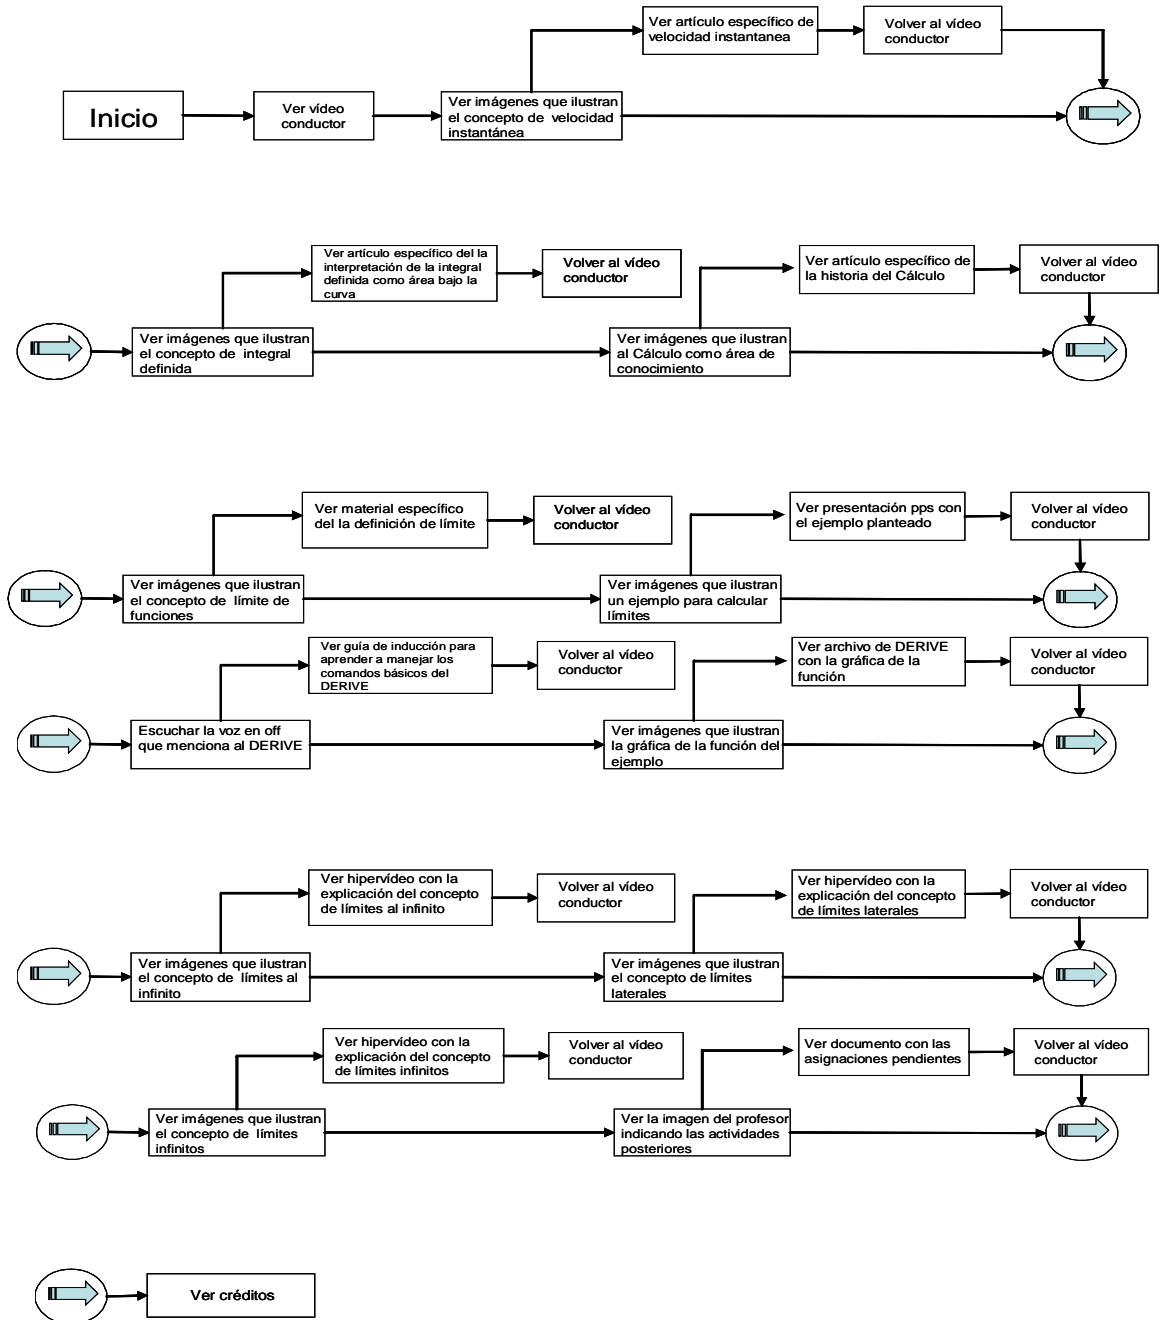 Ver artículo específico de
velocidad instantanea
Volver al vídeo
conductor
Inicio
Ver vídeo
conductor
Ver imágenes que ilustran
el concepto de velocidad
instantánea
Ver artículo específico del la
interpretación de la integral
definida como área bajo la
curva
Volver al vídeo
conductor
Ver artículo específico de
la historia del Cálculo
Volver al vídeo
conductor
Ver imágenes que ilustran
el concepto de integral
definida
Ver imágenes que ilustran
al Cálculo como área de
conocimiento
Ver material específico
del la definición de límite
Volver al vídeo
conductor
Ver presentación pps con
el ejemplo planteado
Volver al vídeo
conductor
Ver imágenes que ilustran
el concepto de límite de
funciones
Ver imágenes que ilustran
un ejemplo para calcular
límites
Ver guía de inducción para
aprender a manejar los
comandos básicos del
DERIVE
Volver al vídeo
conductor
Ver archivo de DERIVE
con la gráfica de la
función
Volver al vídeo
conductor
Escuchar la voz en off
que menciona al DERIVE
Ver imágenes que ilustran
la gráfica de la función del
ejemplo
Ver hipervídeo con la
explicación del concepto
de límites al infinito
Volver al vídeo
conductor
Ver hipervídeo con la
explicación del concepto
de límites laterales
Volver al vídeo
conductor
Ver imágenes que ilustran
el concepto de límites al
infinito
Ver imágenes que ilustran
el concepto de límites
laterales
Ver hipervídeo con la
explicación del concepto
de límites infinitos
Volver al vídeo
conductor
Ver documento con las
asignaciones pendientes
Volver al vídeo
conductor
Ver imágenes que ilustran
el concepto de límites
infinitos
Ver la imagen del profesor
indicando las actividades
posteriores
Ver créditos